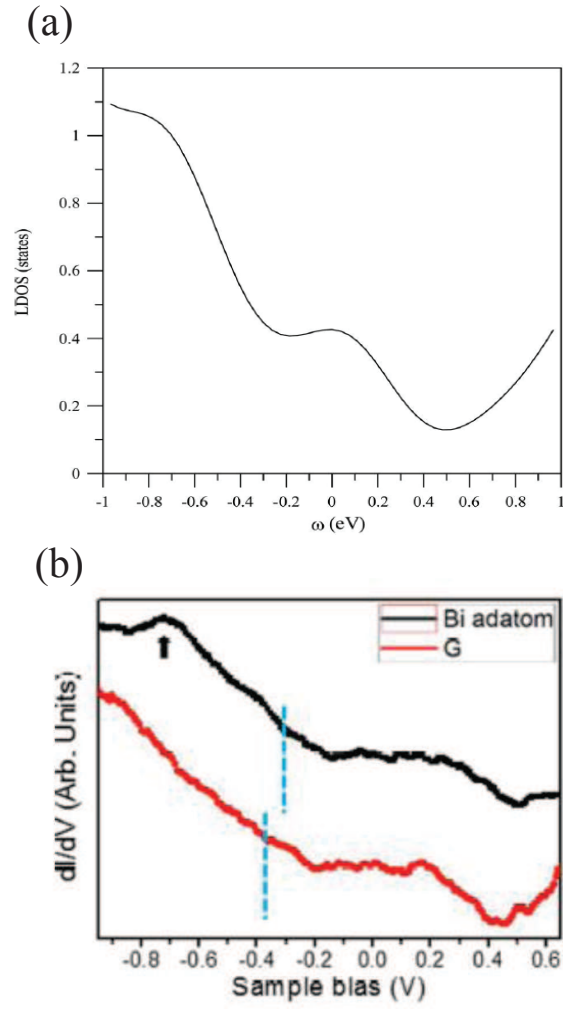 (a)
1.2
1
0.8
0.6
0.4
0.2
0
LDOS (states)
-1 -0.8 -0.6 -0.4 -0.2 0 0.2 0.4 0.6 0.8 1
ω (eV)
(b)
Bi adatom
G
dI/dV (Arb. Units)
-0.8 -0.6 -0.4 -0.2 0.0 0.2 0.4 0.6
Sample bias (V)